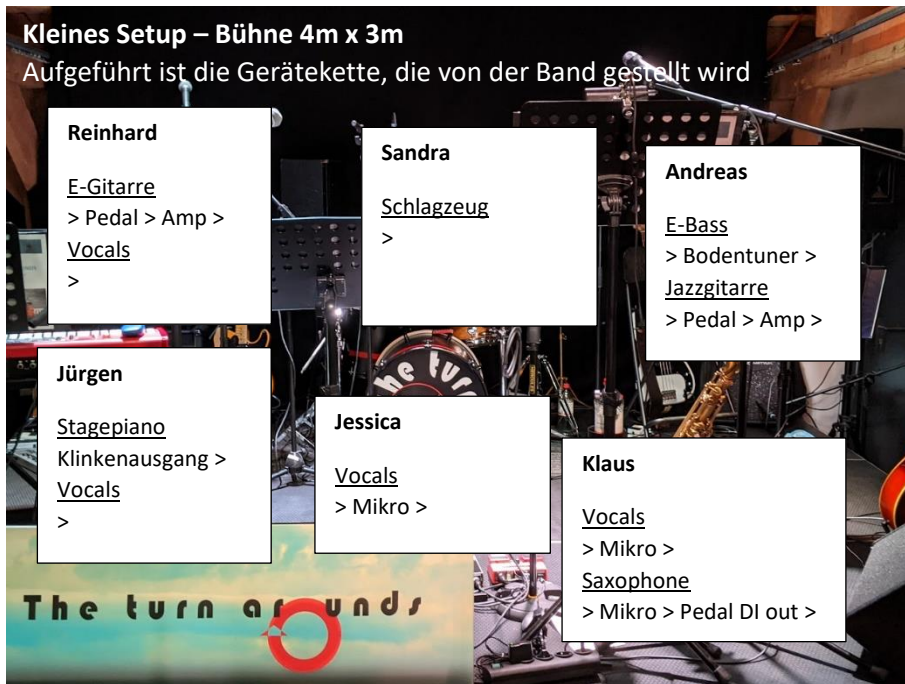 Kleines Setup – Bühne 4m x 3m
Aufgeführt ist die Gerätekette, die von der Band gestellt wird
Reinhard
E-Gitarre
> Pedal > Amp >
Vocals
>
Sandra
Schlagzeug
>
Andreas
E-Bass
> Bodentuner >
Jazzgitarre
> Pedal > Amp >
Jürgen
Stagepiano
Klinkenausgang >
Vocals
>
Jessica
Vocals
> Mikro >
Klaus
Vocals
> Mikro >
Saxophone
> Mikro > Pedal DI out >
The turn
The turn arounds